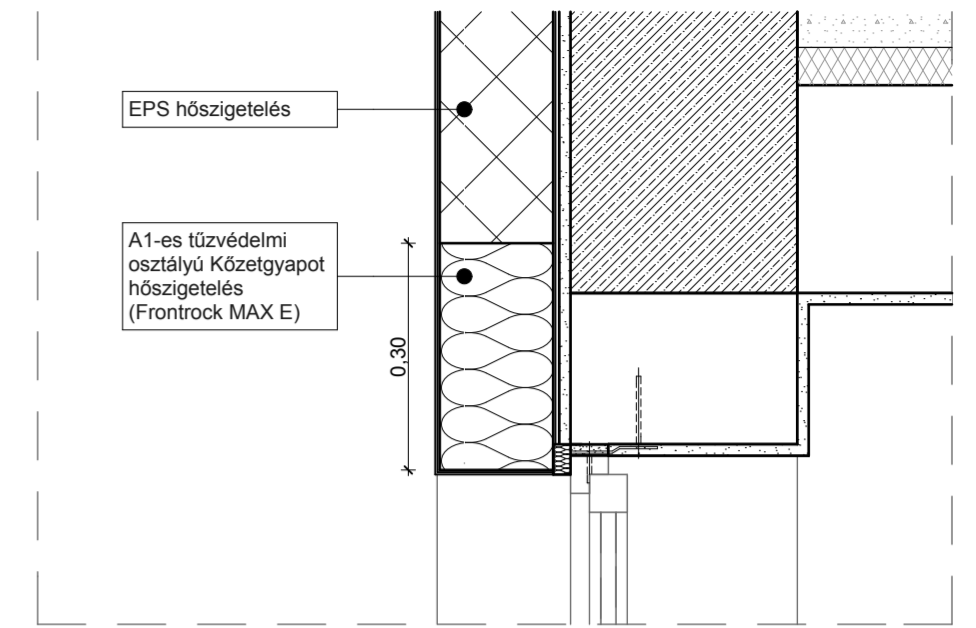 EPS hőszigetelés
A1-es tűzvédelmi
osztályú Kőzetgyapot
hőszigetelés
(Frontrock MAX E)
0,30